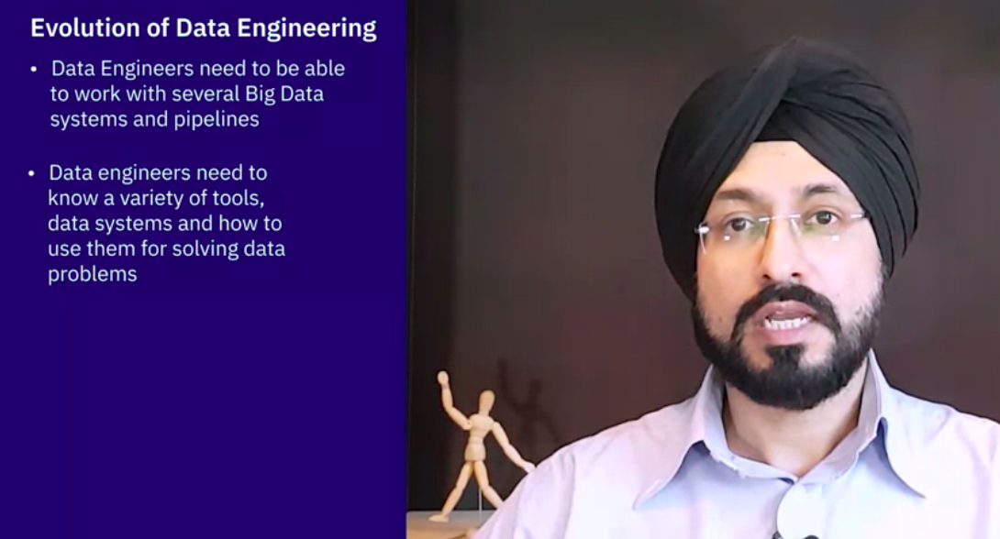 Evolution of Data Engineering
• Data Engineers need to be able
to work with several Big Data
systems and pipelines
• Data engineers need to
know a variety of tools,
data systems and how to
use them for solving data
problems